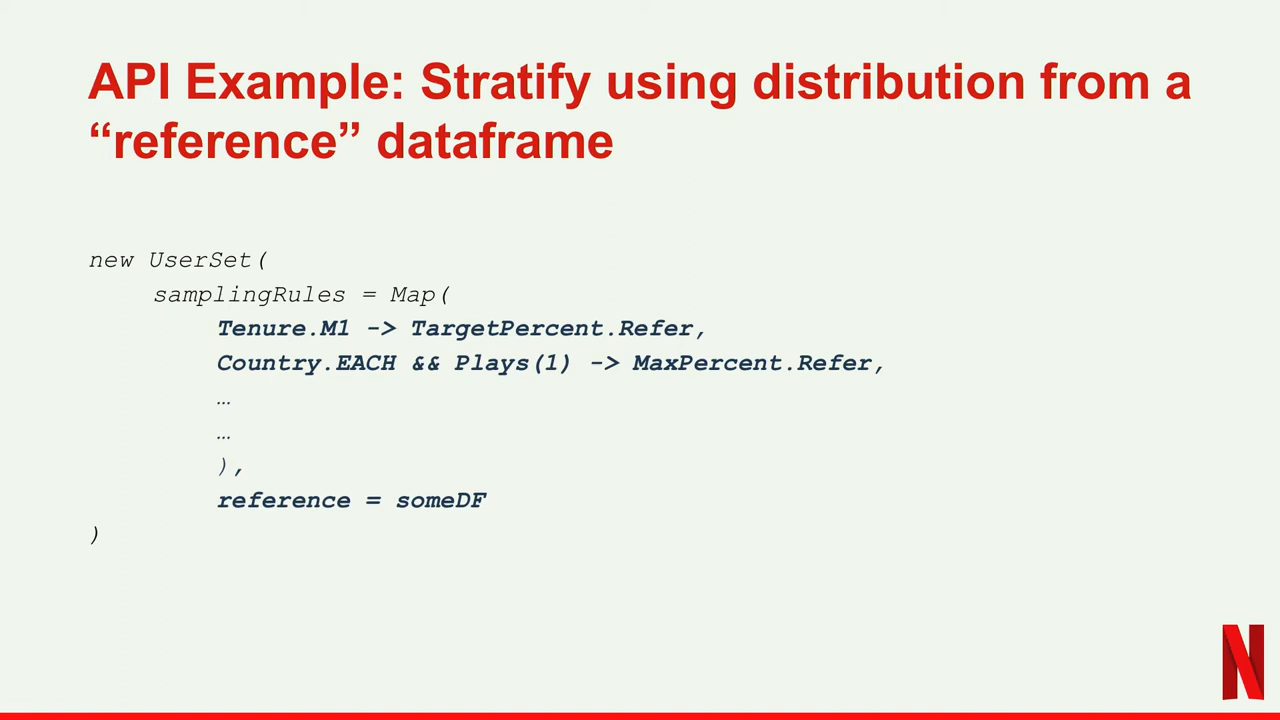 API Example: Stratify using distribution from a
“reference” dataframe
new UserSet(
samplingRules = Map(
Tenure.M1 -> TargetPercent.Refer,
Country.EACH && Plays(1) -> MaxPercent.Refer,
…
…
),
reference = someDF
)
N